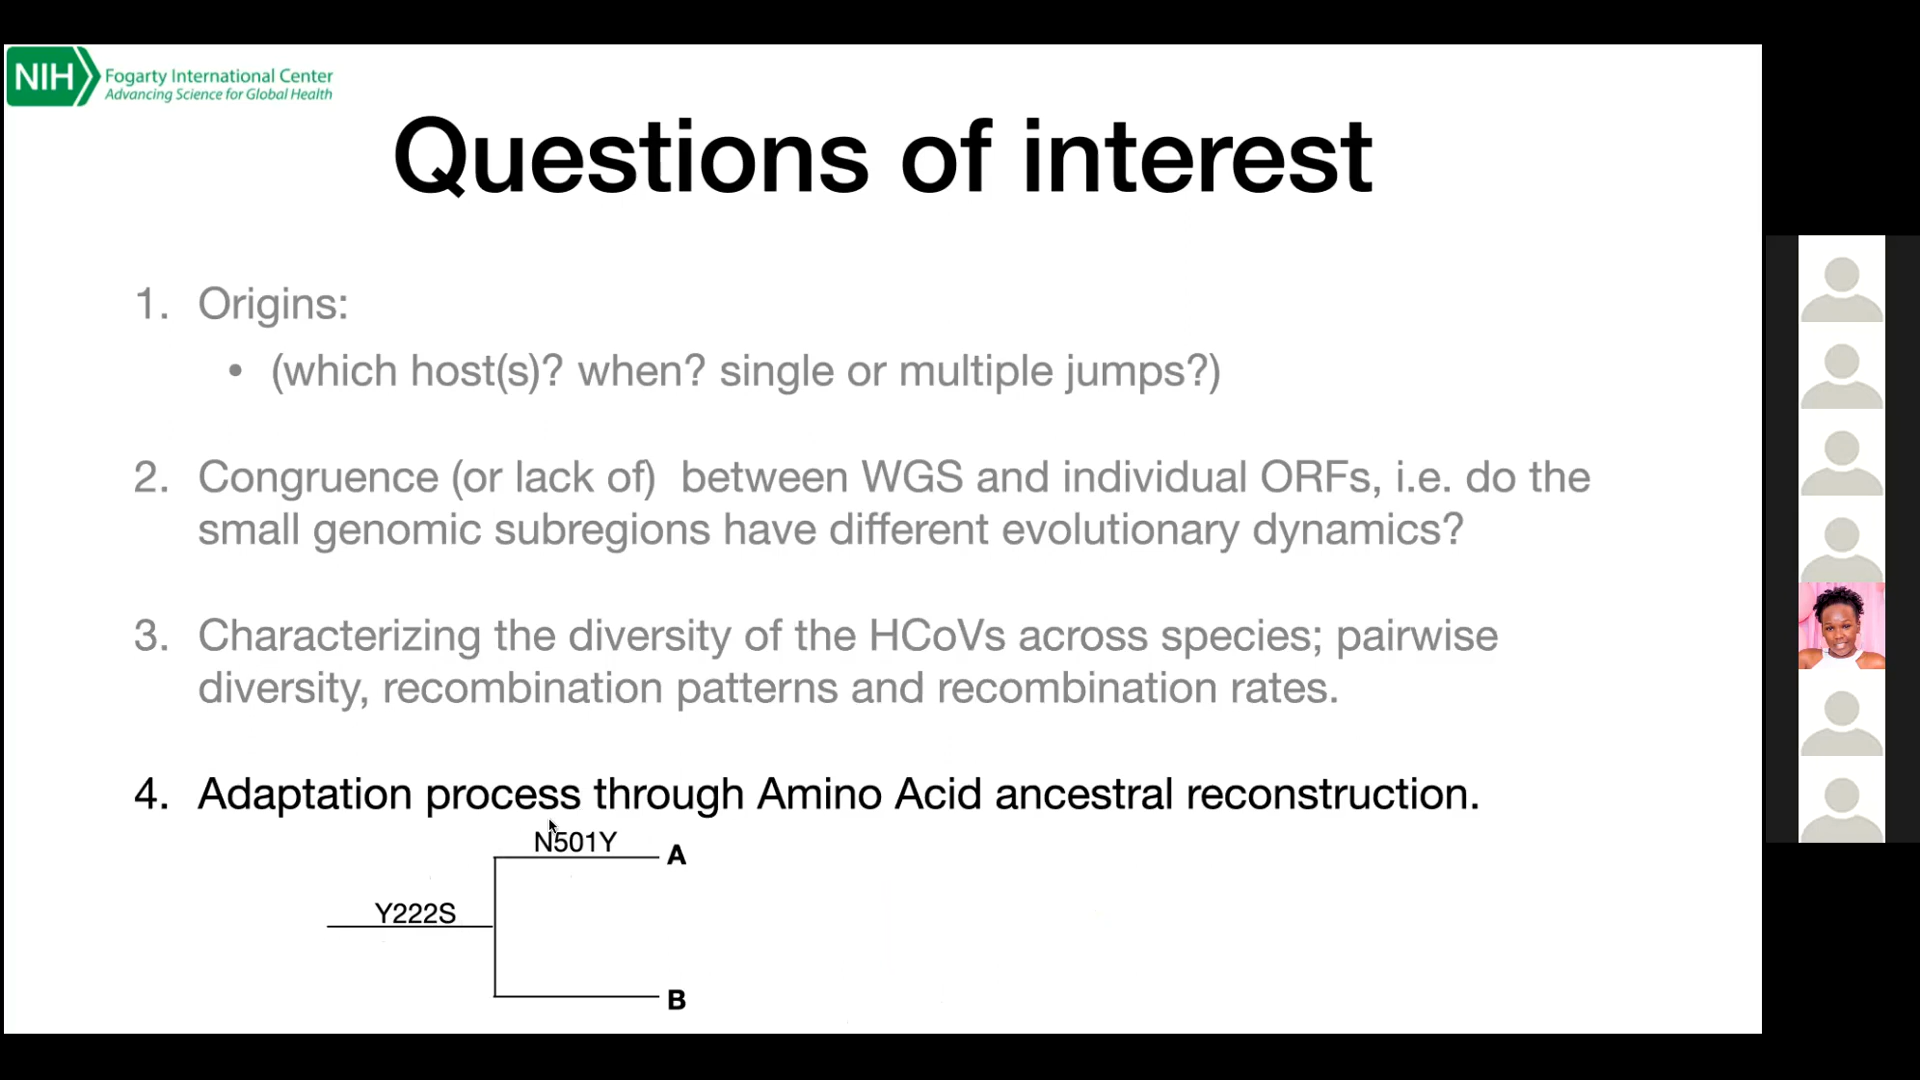 NIH
Fogarty International Center
Advancing Science for Global Health
Questions of interest
1. Origins:
• (which host(s)? when? single or multiple jumps?)
2. Congruence (or lack of) between WGS and individual ORFs, i.e. do the
small genomic subregions have different evolutionary dynamics?
3. Characterizing the diversity of the HCoVs across species; pairwise
diversity, recombination patterns and recombination rates.
4. Adaptation process through Amino Acid ancestral reconstruction.
N501Y
A
Y222S
B